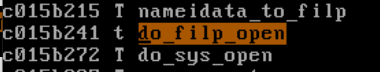 c015b215 T nameidata_to_filp
c015b241 t do_filp_open
c015b272 T do_sys_open